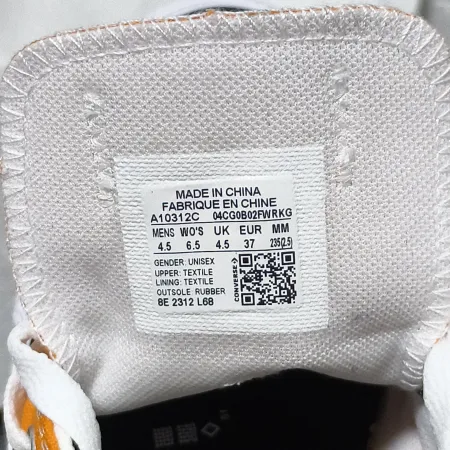 MADE IN CHINA
FABRIQUE EN CHINE
A10312C 04CG0B02FWRKG
MENS WO'S UK EUR MM
4.5 6.5 4.5 37 235(2.5)
GENDER: UNISEX
UPPER: TEXTILE
LINING: TEXTILE
OUTSOLE: RUBBER
8E 2312 L68
CONVERSE